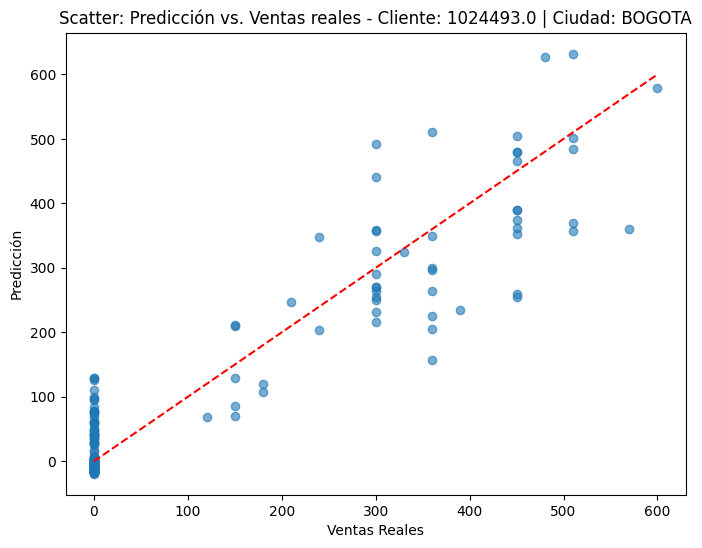 Scatter: Predicción vs. Ventas reales - Cliente: 1024493.0 | Ciudad: BOGOTA
Predicción
600
500
400
300
200
100
0
0 100 200 300 400 500 600
Ventas Reales